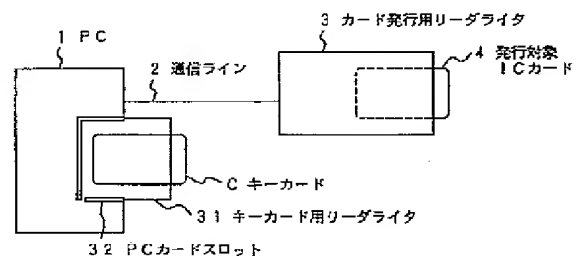 1 PC
2 通信ライン
3 カード発行用リーダライタ
4 発行対象
ICカード
C キーカード
31 キーカード用リーダライタ
32 PCカードスロット